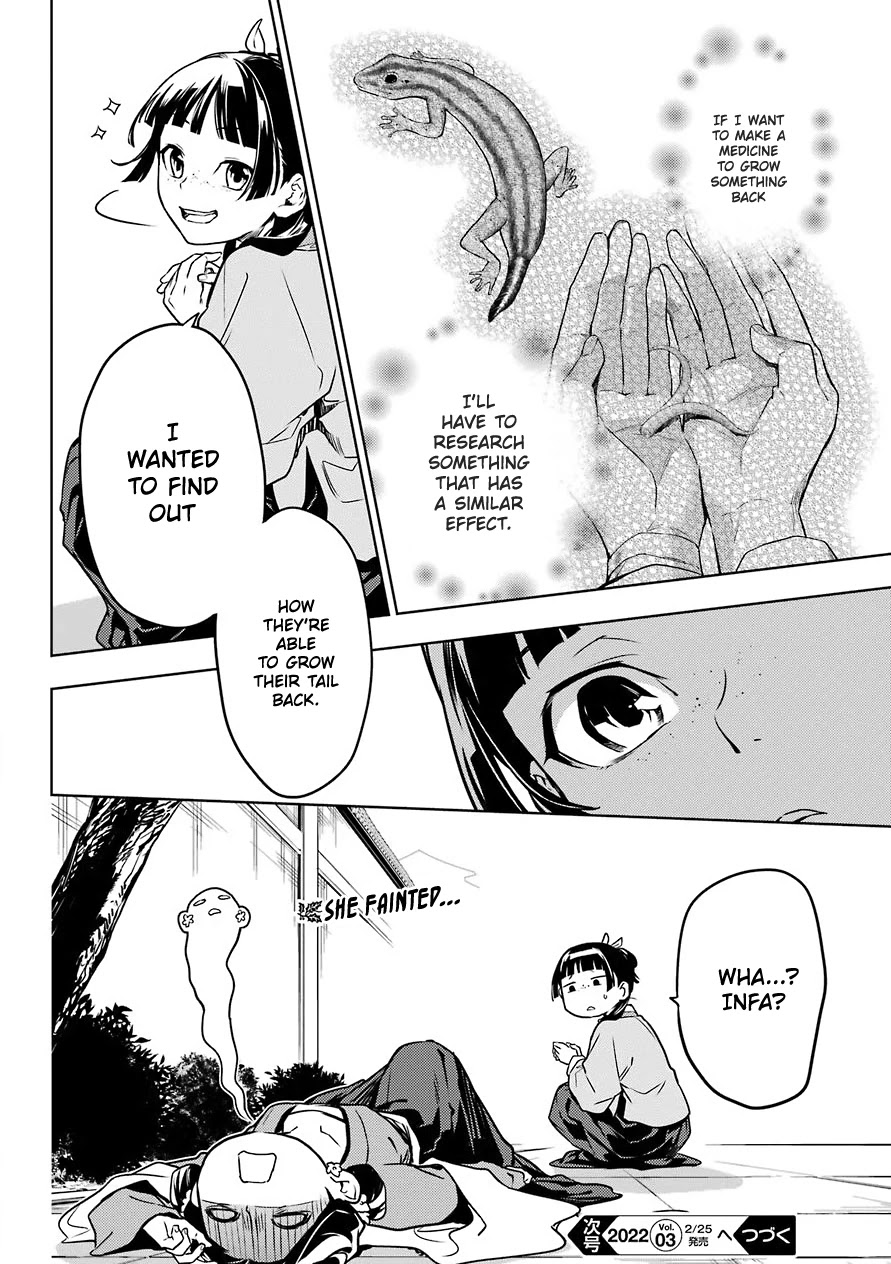 IF I WANT
TO MAKE A
MEDICINE
TO GROW
SOMETHING
BACK
I'LL
HAVE TO
RESEARCH
SOMETHING
THAT HAS
A SIMILAR
EFFECT.
I
WANTED
TO FIND
OUT
HOW
THEY'RE
ABLE
TO GROW
THEIR TAIL
BACK.
SHE FAINTED...
WHA...?
INFA?
次号 2022 Vol. 03 2/25 発売 へ つづく